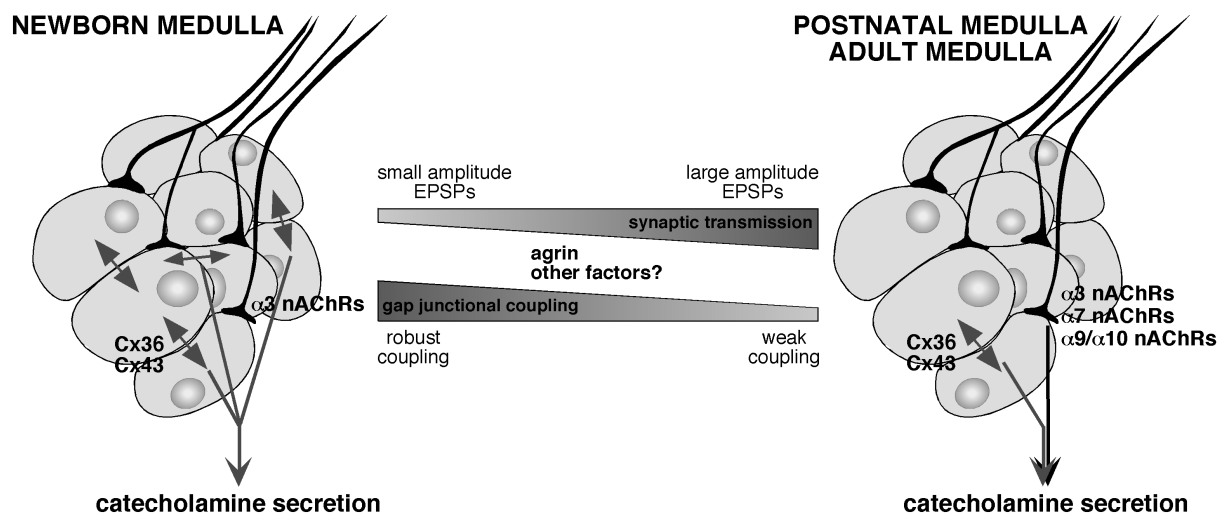 NEWBORN MEDULLA
POSTNATAL MEDULLA
ADULT MEDULLA
small amplitude
EPSPs
large amplitude
EPSPs
synaptic transmission
agrin
other factors?
gap junctional coupling
robust
coupling
weak
coupling
α3 nAChRs
Cx36
Cx43
catecholamine secretion
α3 nAChRs
α7 nAChRs
α9/α10 nAChRs
Cx36
Cx43
catecholamine secretion